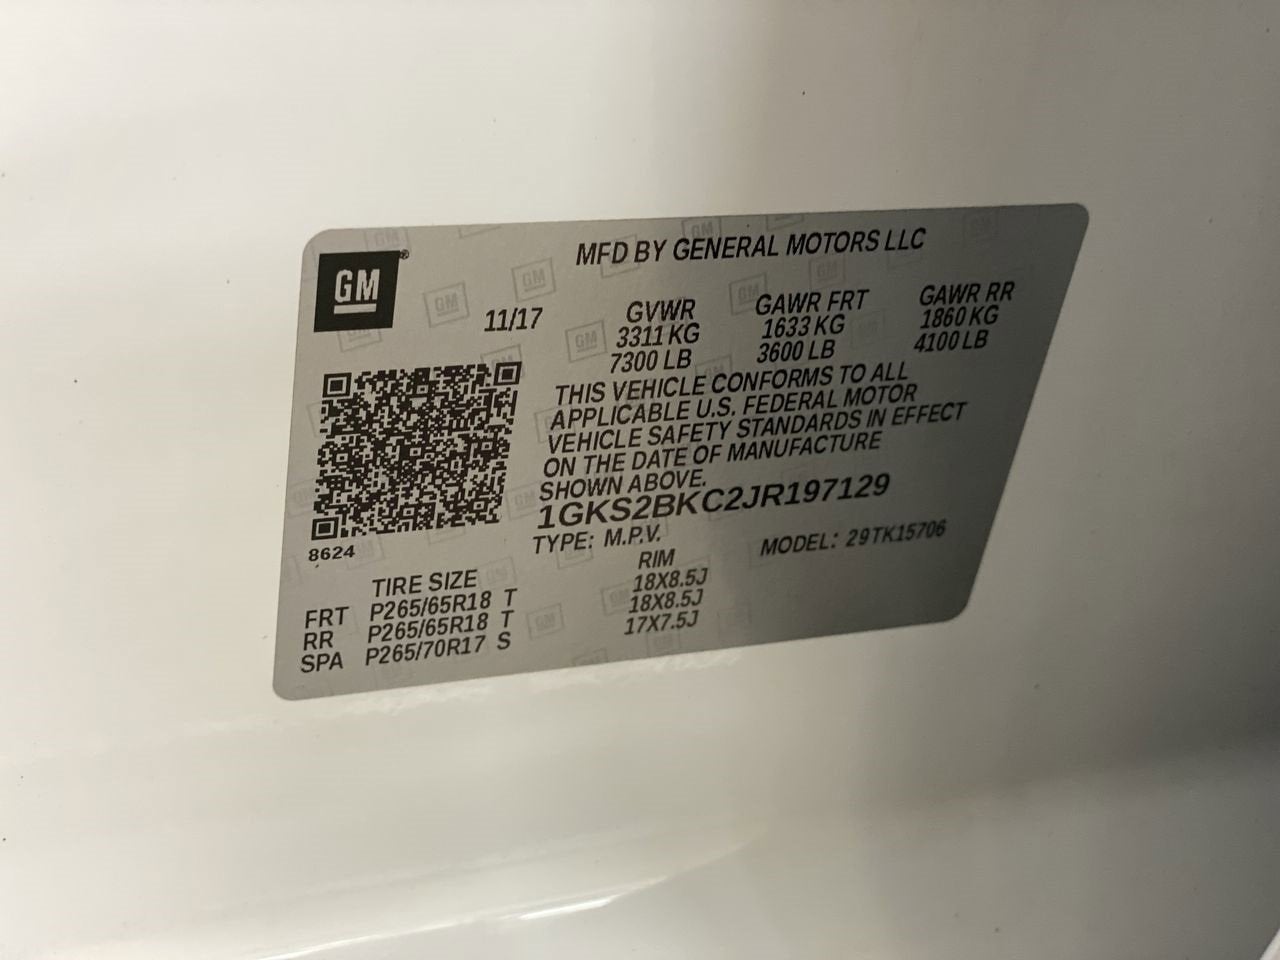 GM
MFD BY GENERAL MOTORS LLC
11/17
GVWR GAWR FRT GAWR RR
3311 KG 1633 KG 1860 KG
7300 LB 3600 LB 4100 LB
THIS VEHICLE CONFORMS TO ALL
APPLICABLE U.S. FEDERAL MOTOR
VEHICLE SAFETY STANDARDS IN EFFECT
ON THE DATE OF MANUFACTURE
SHOWN ABOVE.
1GKS2BKC2JR197129
8624
TYPE: M.P.V. MODEL: 29TK15706
TIRE SIZE RIM
FRT P265/65R18 T 18X8.5J
RR P265/65R18 T 18X8.5J
SPA P265/70R17 S 17X7.5J